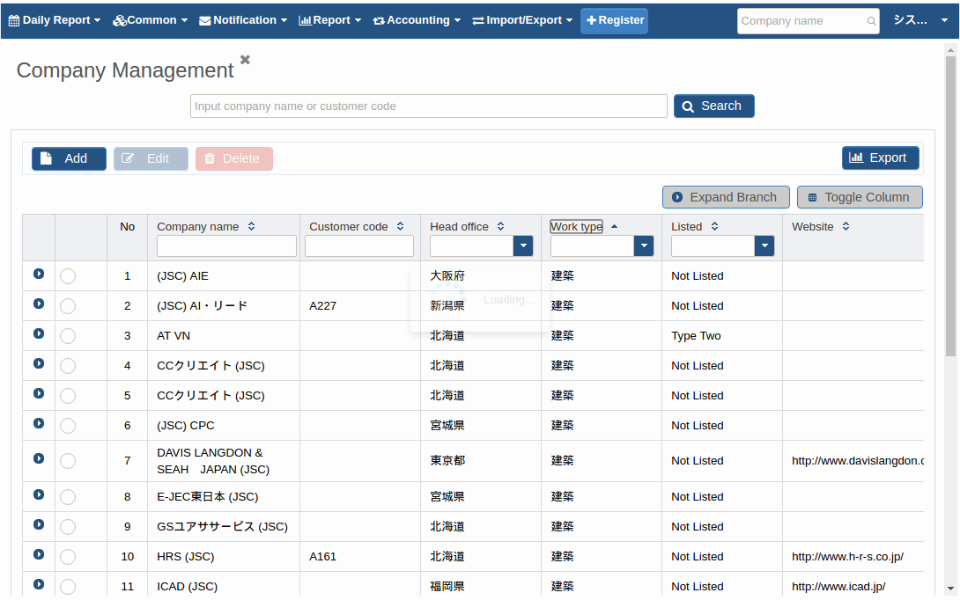 Daily Report Common Notification Report Accounting Import/Export Register Company name シス...
Company Management
Input company name or customer code Search
Add Edit Delete Export
Expand Branch Toggle Column
No Company name Customer code Head office Work type Listed Website
1 (JSC) AIE 大阪府 建築 Not Listed
Loading...
2 (JSC) AI・リード A227 新潟県 建築 Not Listed
3 AT VN 北海道 建築 Type Two
4 CCクリエイト (JSC) 北海道 建築 Not Listed
5 CCクリエイト (JSC) 北海道 建築 Not Listed
6 (JSC) CPC 宮城県 建築 Not Listed
7 DAVIS LANGDON &
SEAH JAPAN (JSC) 東京都 建築 Not Listed http://www.davislangdon.c
8 E-JEC東日本 (JSC) 宮城県 建築 Not Listed
9 GSユアササービス (JSC) 北海道 建築 Not Listed
10 HRS (JSC) A161 北海道 建築 Not Listed http://www.h-r-s.co.jp/
11 ICAD (JSC) 福岡県 建築 Not Listed http://www.icad.jp/